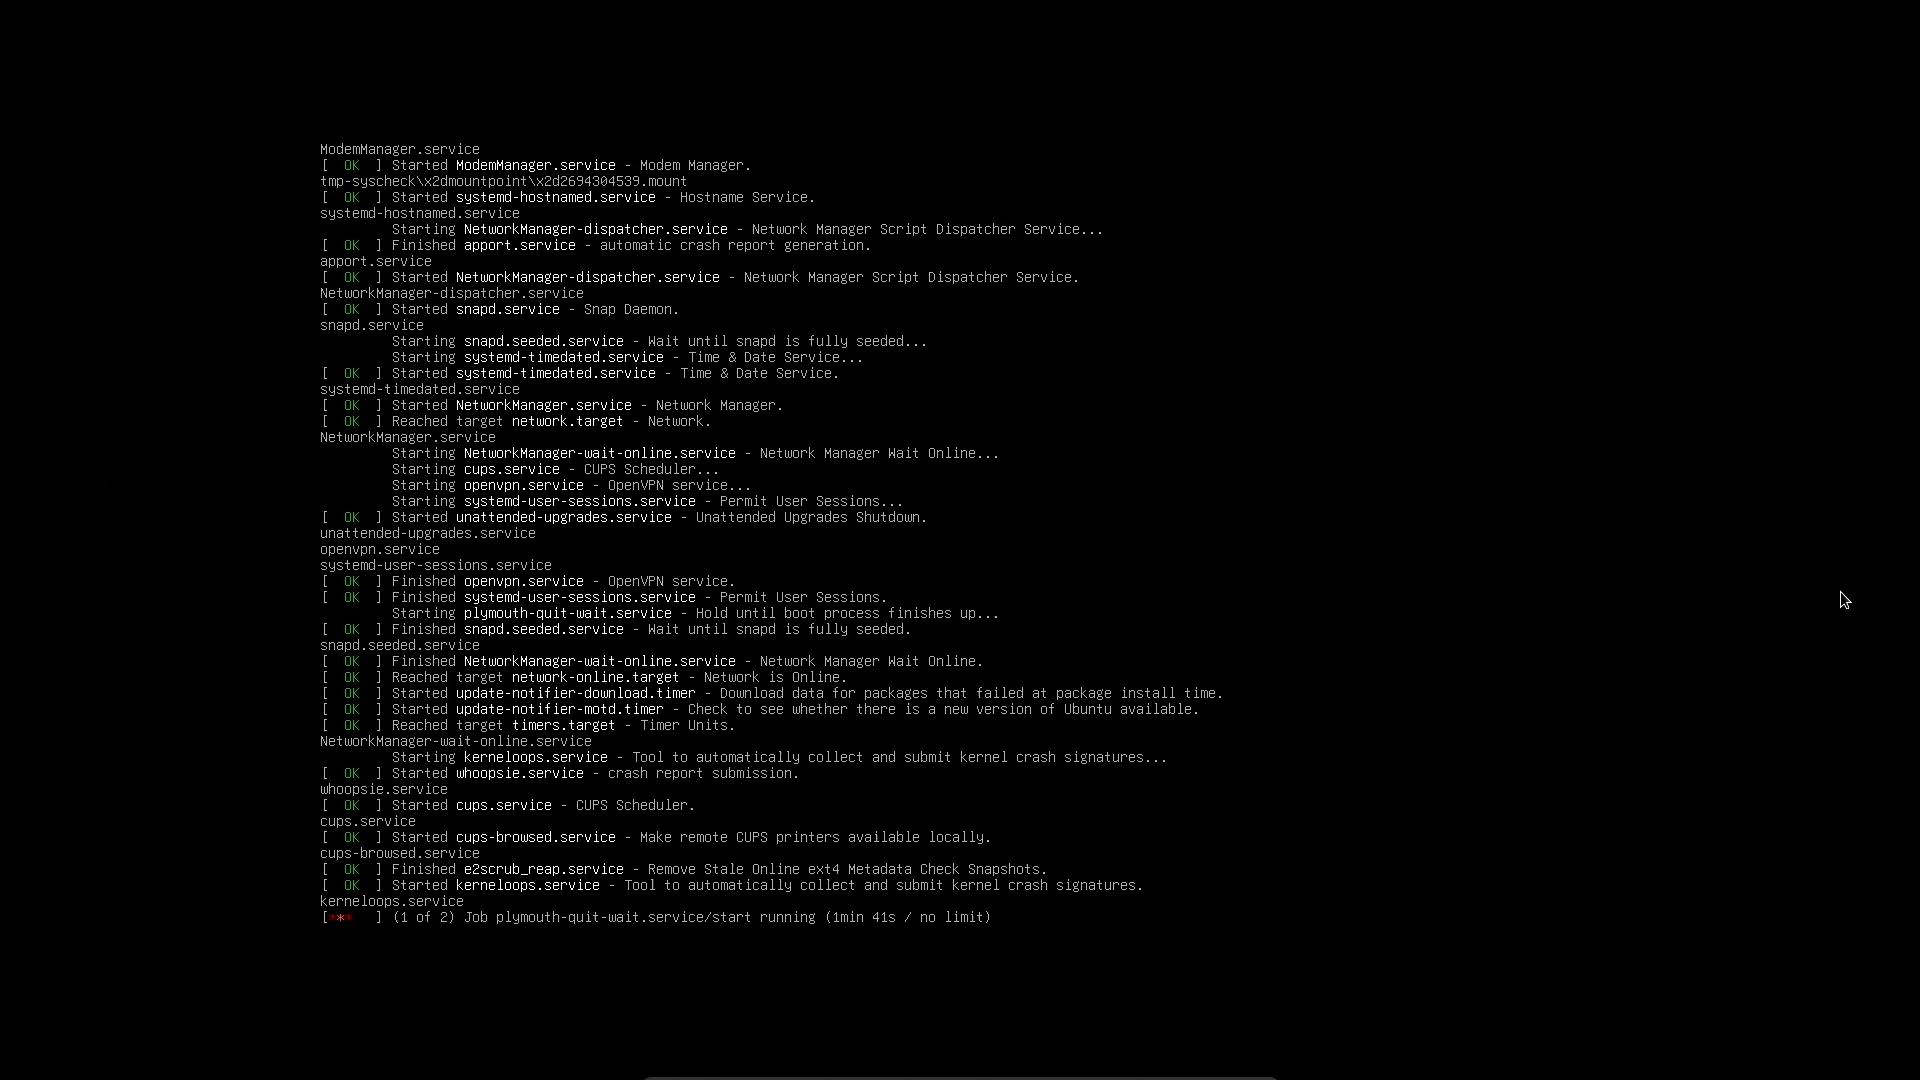 ModemManager.service
[  OK  ] Started ModemManager.service - Modem Manager.
tmp-syscheck\x2dmountpoint\x2d2694304539.mount
[  OK  ] Started systemd-hostnamed.service - Hostname Service.
systemd-hostnamed.service
         Starting NetworkManager-dispatcher.service - Network Manager Script Dispatcher Service...
[  OK  ] Finished apport.service - automatic crash report generation.
apport.service
[  OK  ] Started NetworkManager-dispatcher.service - Network Manager Script Dispatcher Service.
NetworkManager-dispatcher.service
[  OK  ] Started snapd.service - Snap Daemon.
snapd.service
         Starting snapd.seeded.service - Wait until snapd is fully seeded...
         Starting systemd-timedated.service - Time & Date Service...
[  OK  ] Started systemd-timedated.service - Time & Date Service.
systemd-timedated.service
[  OK  ] Started NetworkManager.service - Network Manager.
[  OK  ] Reached target network.target - Network.
NetworkManager.service
         Starting NetworkManager-wait-online.service - Network Manager Wait Online...
         Starting cups.service - CUPS Scheduler...
         Starting openvpn.service - OpenVPN service...
         Starting systemd-user-sessions.service - Permit User Sessions...
[  OK  ] Started unattended-upgrades.service - Unattended Upgrades Shutdown.
unattended-upgrades.service
openvpn.service
systemd-user-sessions.service
[  OK  ] Finished openvpn.service - OpenVPN service.
[  OK  ] Finished systemd-user-sessions.service - Permit User Sessions.
         Starting plymouth-quit-wait.service - Hold until boot process finishes up...
[  OK  ] Finished snapd.seeded.service - Wait until snapd is fully seeded.
snapd.seeded.service
[  OK  ] Finished NetworkManager-wait-online.service - Network Manager Wait Online.
[  OK  ] Reached target network-online.target - Network is Online.
[  OK  ] Started update-notifier-download.timer - Download data for packages that failed at package install time.
[  OK  ] Started update-notifier-motd.timer - Check to see whether there is a new version of Ubuntu available.
[  OK  ] Reached target timers.target - Timer Units.
NetworkManager-wait-online.service
         Starting kerneloops.service - Tool to automatically collect and submit kernel crash signatures...
[  OK  ] Started whoopsie.service - crash report submission.
whoopsie.service
[  OK  ] Started cups.service - CUPS Scheduler.
cups.service
[  OK  ] Started cups-browsed.service - Make remote CUPS printers available locally.
cups-browsed.service
[  OK  ] Finished e2scrub_reap.service - Remove Stale Online ext4 Metadata Check Snapshots.
[  OK  ] Started kerneloops.service - Tool to automatically collect and submit kernel crash signatures.
kerneloops.service
[***   ] (1 of 2) Job plymouth-quit-wait.service/start running (1min 41s / no limit)